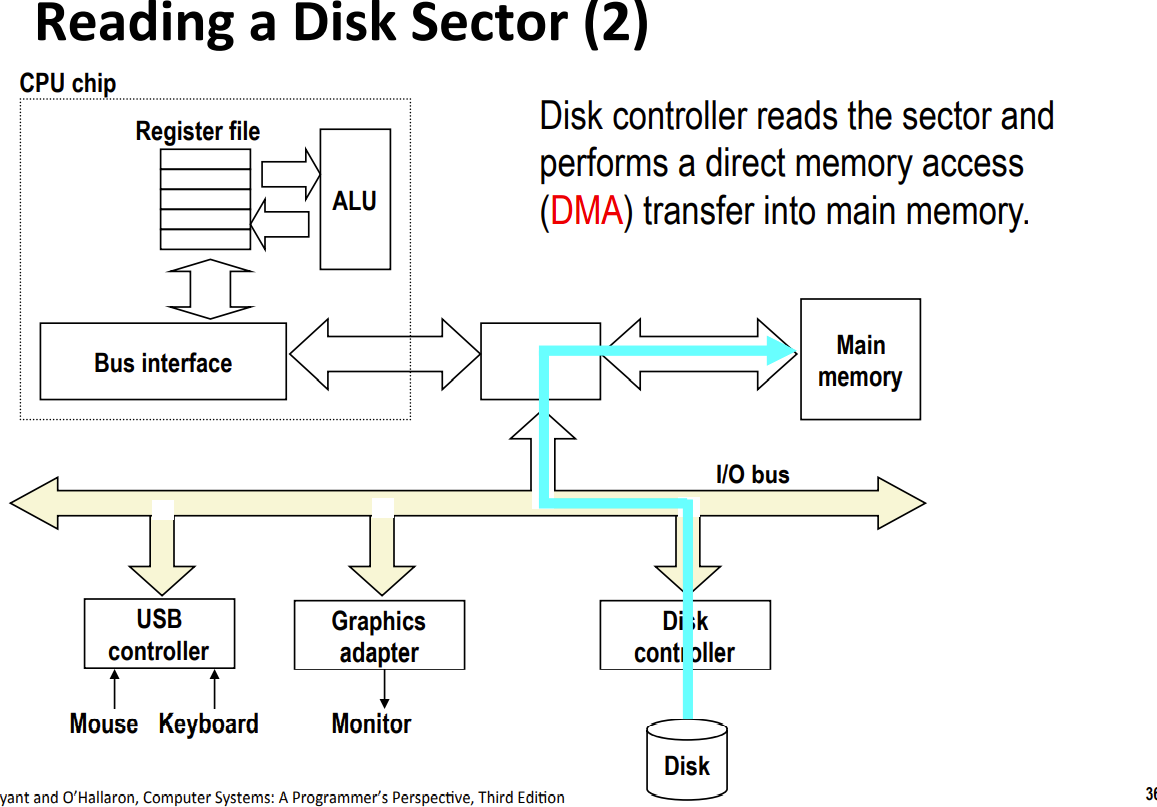 Reading a Disk Sector (2)
CPU chip
Register file
ALU
Disk controller reads the sector and
performs a direct memory access
(DMA) transfer into main memory.
Bus interface
Main
memory
I/O bus
USB
controller
Graphics
adapter
Disk
controller
Mouse Keyboard
Monitor
Disk
yant and O'Hallaron, Computer Systems: A Programmer's Perspective, Third Edition